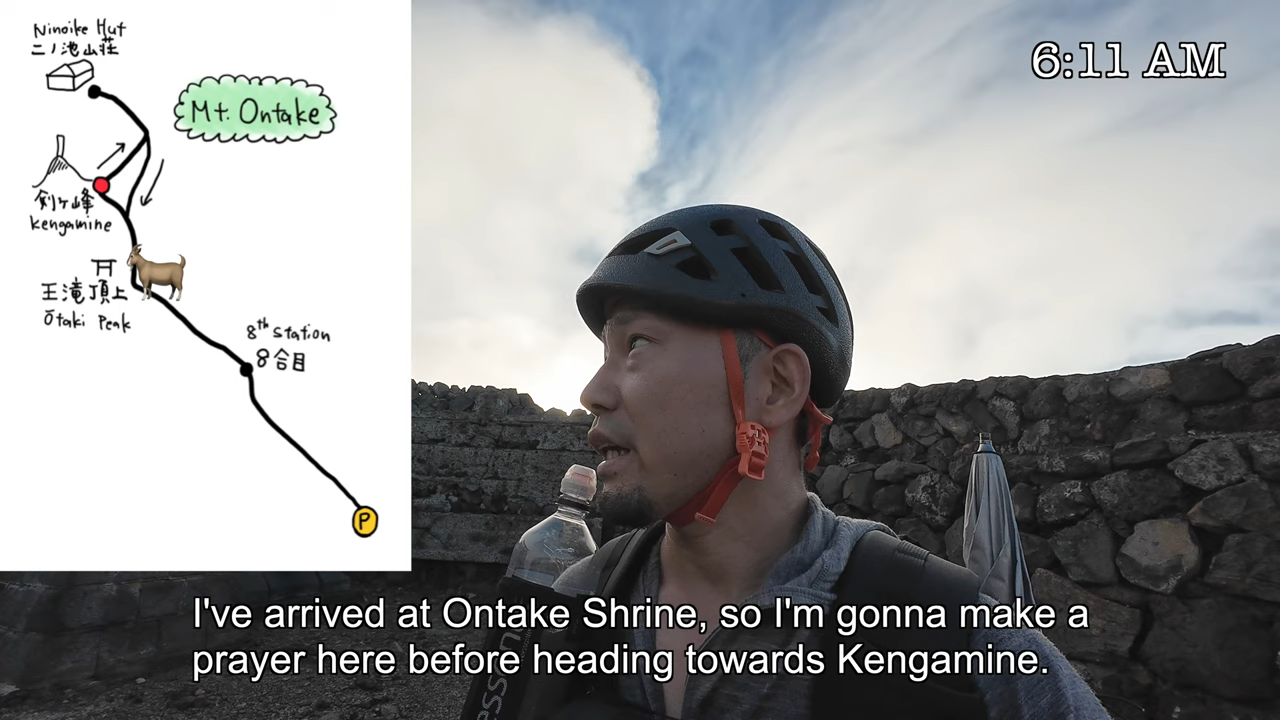 Ninoike Hut
二ノ池山荘
Mt. Ontake
剣ヶ峰
Kengamine
王滝頂上
Ōtaki Peak
8th Station
8合目
P
6:11 AM
I've arrived at Ontake Shrine, so I'm gonna make a
prayer here before heading towards Kengamine.